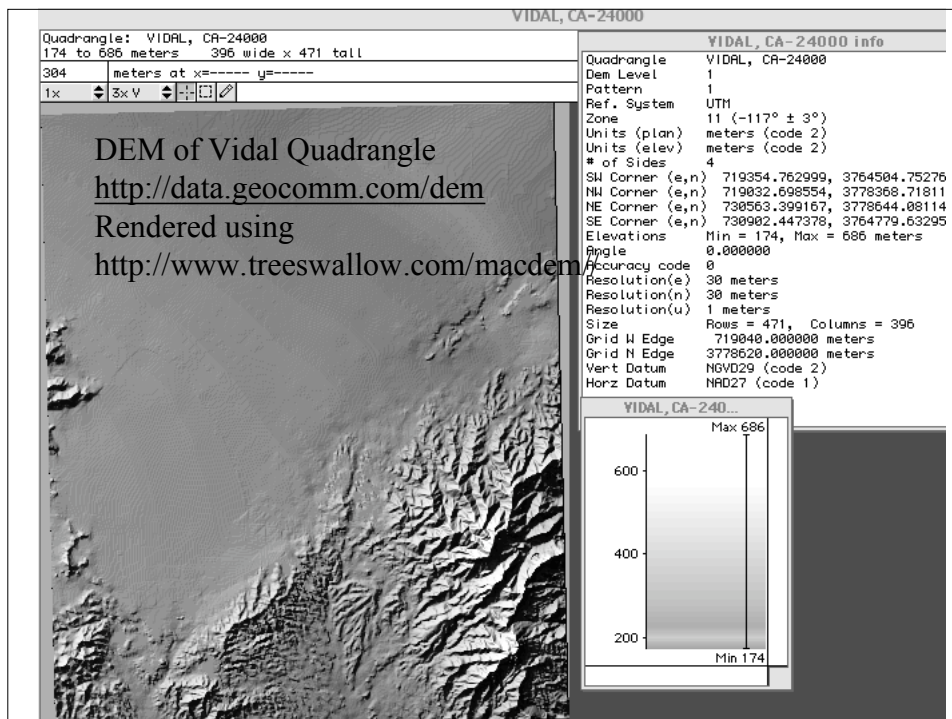 VIDAL, CA-24000
Quadrangle: VIDAL, CA-24000
174 to 686 meters 396 wide x 471 tall
304 meters at x=----- y=-----
1x 3x V
DEM of Vidal Quadrangle
http://data.geocomm.com/dem
Rendered using
http://www.treeswallow.com/macdem//
VIDAL, CA-24000 info
Quadrangle VIDAL, CA-24000
Dem Level 1
Pattern 1
Ref. System UTM
Zone 11 (-117° ± 3°)
Units (plan) meters (code 2)
Units (elev) meters (code 2)
# of Sides 4
SW Corner (e,n) 719354.762999, 3764504.75276
NW Corner (e,n) 719032.698554, 3778368.71811
NE Corner (e,n) 730563.399167, 3778644.08114
SE Corner (e,n) 730902.447378, 3764779.63295
Elevations Min = 174, Max = 686 meters
Angle 0.000000
Accuracy code 0
Resolution(e) 30 meters
Resolution(n) 30 meters
Resolution(u) 1 meters
Size Rows = 471, Columns = 396
Grid W Edge 719040.000000 meters
Grid N Edge 3778620.000000 meters
Vert Datum NGVD29 (code 2)
Horz Datum NAD27 (code 1)
VIDAL, CA-240...
Max 686
600
400
200
Min 174